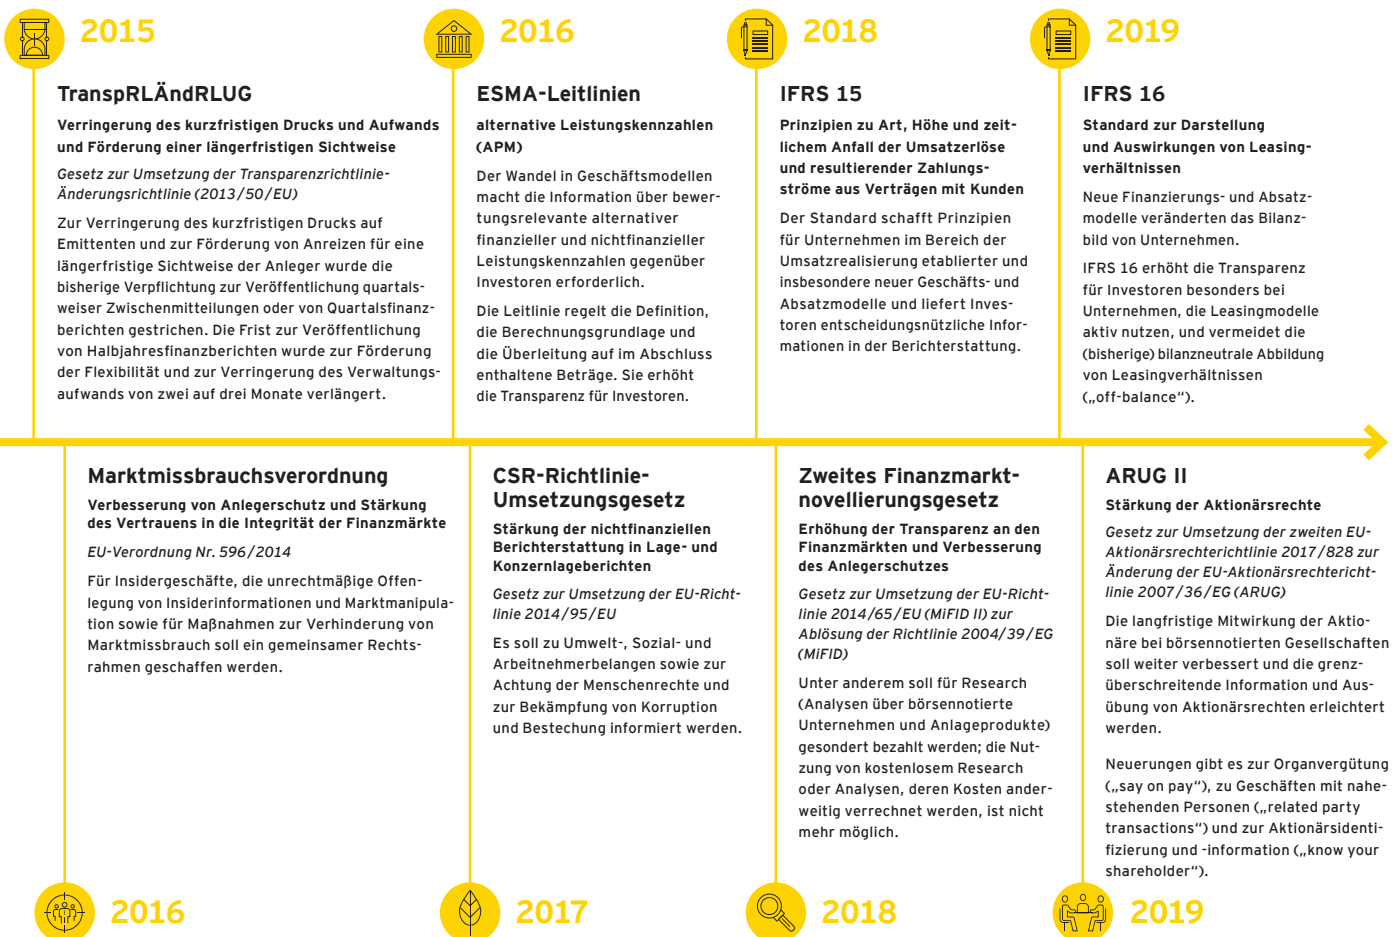 2015
TranspRLÄndRLUG
Verringerung des kurzfristigen Drucks und Aufwands
und Förderung einer längerfristigen Sichtweise
Gesetz zur Umsetzung der Transparenzrichtlinie-
Änderungsrichtlinie (2013/50/EU)
Zur Verringerung des kurzfristigen Drucks auf
Emittenten und zur Förderung von Anreizen für eine
längerfristige Sichtweise der Anleger wurde die
bisherige Verpflichtung zur Veröffentlichung quartals-
weiser Zwischenmitteilungen oder von Quartalsfinanz-
berichten gestrichen. Die Frist zur Veröffentlichung
von Halbjahresfinanzberichten wurde zur Förderung
der Flexibilität und zur Verringerung des Verwaltungs-
aufwands von zwei auf drei Monate verlängert.
2016
ESMA-Leitlinien
alternative Leistungskennzahlen
(APM)
Der Wandel in Geschäftsmodellen
macht die Information über bewer-
tungsrelevante alternativer
finanzieller und nichtfinanzieller
Leistungskennzahlen gegenüber
Investoren erforderlich.
Die Leitlinie regelt die Definition,
die Berechnungsgrundlage und
die Überleitung auf im Abschluss
enthaltene Beträge. Sie erhöht
die Transparenz für Investoren.
2018
IFRS 15
Prinzipien zu Art, Höhe und zeit-
lichem Anfall der Umsatzerlöse
und resultierender Zahlungs-
ströme aus Verträgen mit Kunden
Der Standard schafft Prinzipien
für Unternehmen im Bereich der
Umsatzrealisierung etablierter und
insbesondere neuer Geschäfts- und
Absatzmodelle und liefert Inves-
toren entscheidungsnützliche Infor-
mationen in der Berichterstattung.
2019
IFRS 16
Standard zur Darstellung
und Auswirkungen von Leasing-
verhältnissen
Neue Finanzierungs- und Absatz-
modelle veränderten das Bilanz-
bild von Unternehmen.
IFRS 16 erhöht die Transparenz
für Investoren besonders bei
Unternehmen, die Leasingmodelle
aktiv nutzen, und vermeidet die
(bisherige) bilanzneutrale Abbildung
von Leasingverhältnissen
(„off-balance“).
Marktmissbrauchsverordnung
Verbesserung von Anlegerschutz und Stärkung
des Vertrauens in die Integrität der Finanzmärkte
EU-Verordnung Nr. 596/2014
Für Insidergeschäfte, die unrechtmäßige Offen-
legung von Insiderinformationen und Marktmanipula-
tion sowie für Maßnahmen zur Verhinderung von
Marktmissbrauch soll ein gemeinsamer Rechts-
rahmen geschaffen werden.
2016
CSR-Richtlinie-
Umsetzungsgesetz
Stärkung der nichtfinanziellen
Berichterstattung in Lage- und
Konzernlageberichten
Gesetz zur Umsetzung der EU-Richt-
linie 2014/95/EU
Es soll zu Umwelt-, Sozial- und
Arbeitnehmerbelangen sowie zur
Achtung der Menschenrechte und
zur Bekämpfung von Korruption
und Bestechung informiert werden.
2017
Zweites Finanzmarkt-
novellierungsgesetz
Erhöhung der Transparenz an den
Finanzmärkten und Verbesserung
des Anlegerschutzes
Gesetz zur Umsetzung der EU-Richt-
linie 2014/65/EU (MiFID II) zur
Ablösung der Richtlinie 2004/39/EG
(MiFID)
Unter anderem soll für Research
(Analysen über börsennotierte
Unternehmen und Anlageprodukte)
gesondert bezahlt werden; die Nut-
zung von kostenlosem Research
oder Analysen, deren Kosten ander-
weitig verrechnet werden, ist nicht
mehr möglich.
2018
ARUG II
Stärkung der Aktionärsrechte
Gesetz zur Umsetzung der zweiten EU-
Aktionärsrechterichtlinie 2017/828 zur
Änderung der EU-Aktionärsrechtericht-
linie 2007/36/EG (ARUG)
Die langfristige Mitwirkung der Aktio-
näre bei börsennotierten Gesellschaften
soll weiter verbessert und die grenz-
überschreitende Information und Aus-
übung von Aktionärsrechten erleichtert
werden.
Neuerungen gibt es zur Organvergütung
(„say on pay“), zu Geschäften mit nahe-
stehenden Personen („related party
transactions“) und zur Aktionärsidenti-
fizierung und -information („know your
shareholder“).
2019